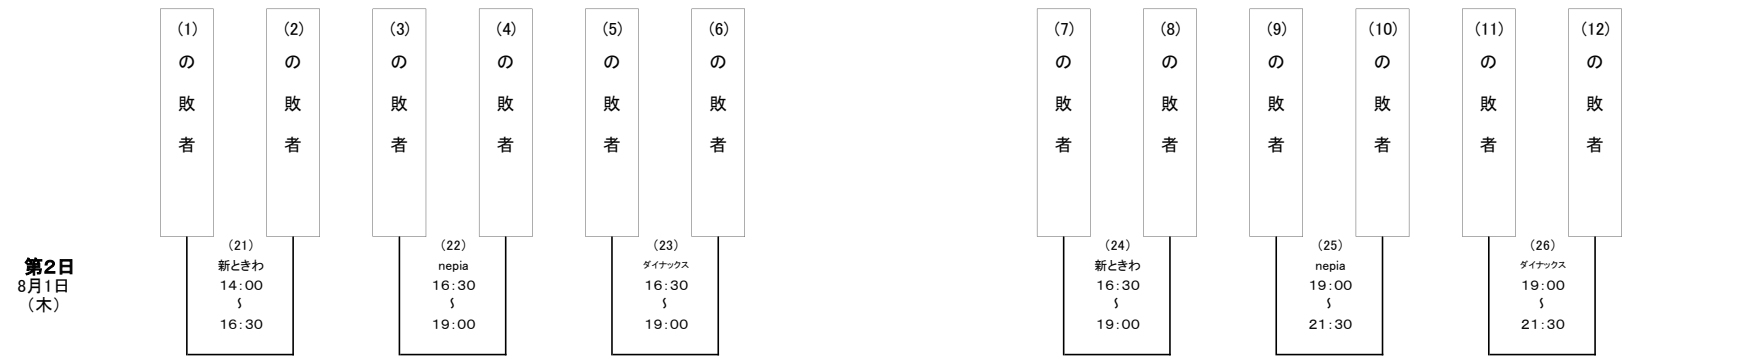 (1)の敗者
(2)の敗者
(3)の敗者
(4)の敗者
(5)の敗者
(6)の敗者
(7)の敗者
(8)の敗者
(9)の敗者
(10)の敗者
(11)の敗者
(12)の敗者
第2日
8月1日
（木）
(21)
新ときわ
14:00
～
16:30
(22)
nepia
16:30
～
19:00
(23)
ダイナックス
16:30
～
19:00
(24)
新ときわ
16:30
～
19:00
(25)
nepia
19:00
～
21:30
(26)
ダイナックス
19:00
～
21:30